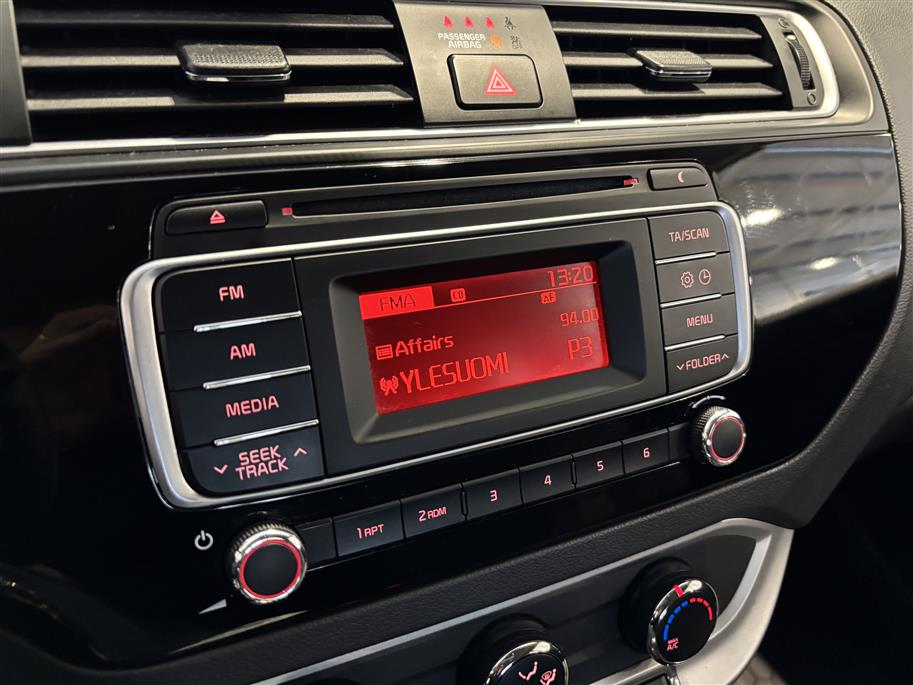 PASSENGER
AIRBAG
FM
AM
MEDIA
SEEK
TRACK
FMA
CD
13:20
AF
94.00
Affairs
YLESUOMI
P3
TA/SCAN
MENU
FOLDER
1 RPT
2 RDM
3
4
5
6
MAX
A/C